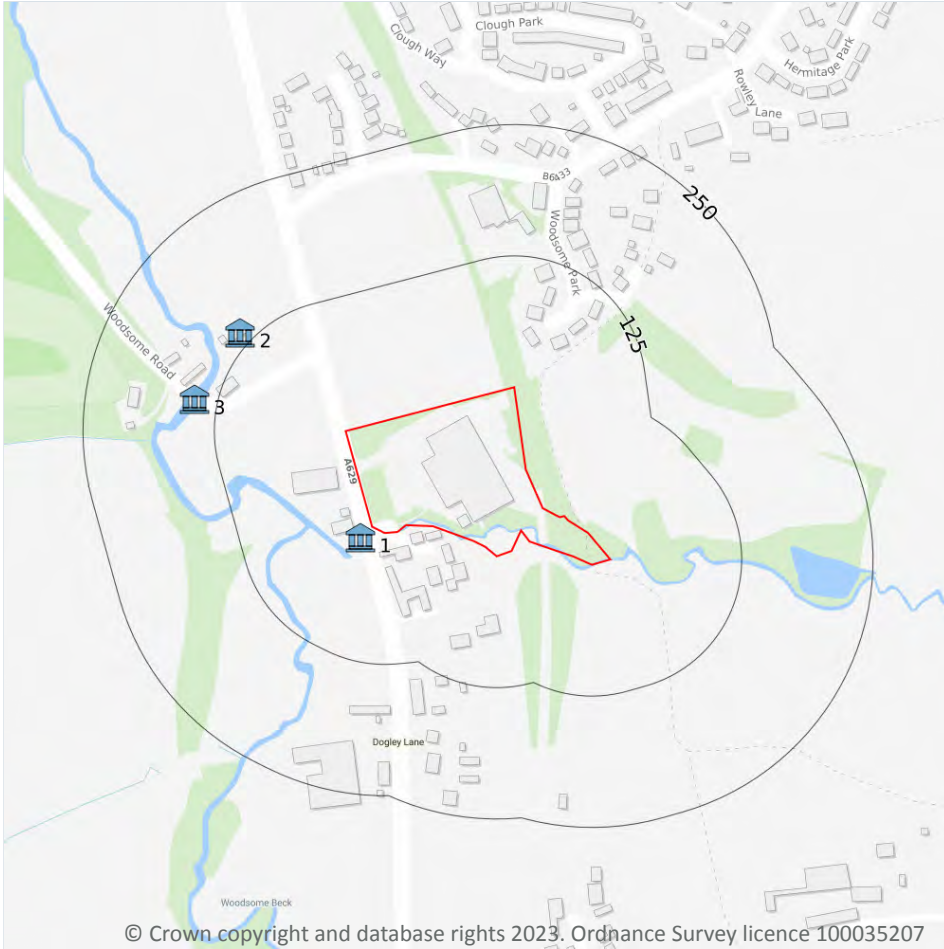 Clough Park
Clough Way
Hermitage Park
Rowley Lane
B6433
250
Woodsome Park
Woodsome Road
2
125
3
A629
1
Dogley Lane
Woodsome Beck
© Crown copyright and database rights 2023. Ordnance Survey licence 100035207